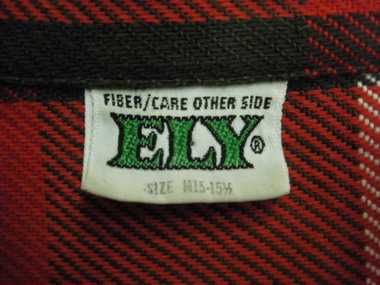 FIBER/CARE OTHER SIDE
ELY®
SIZE M15-15½